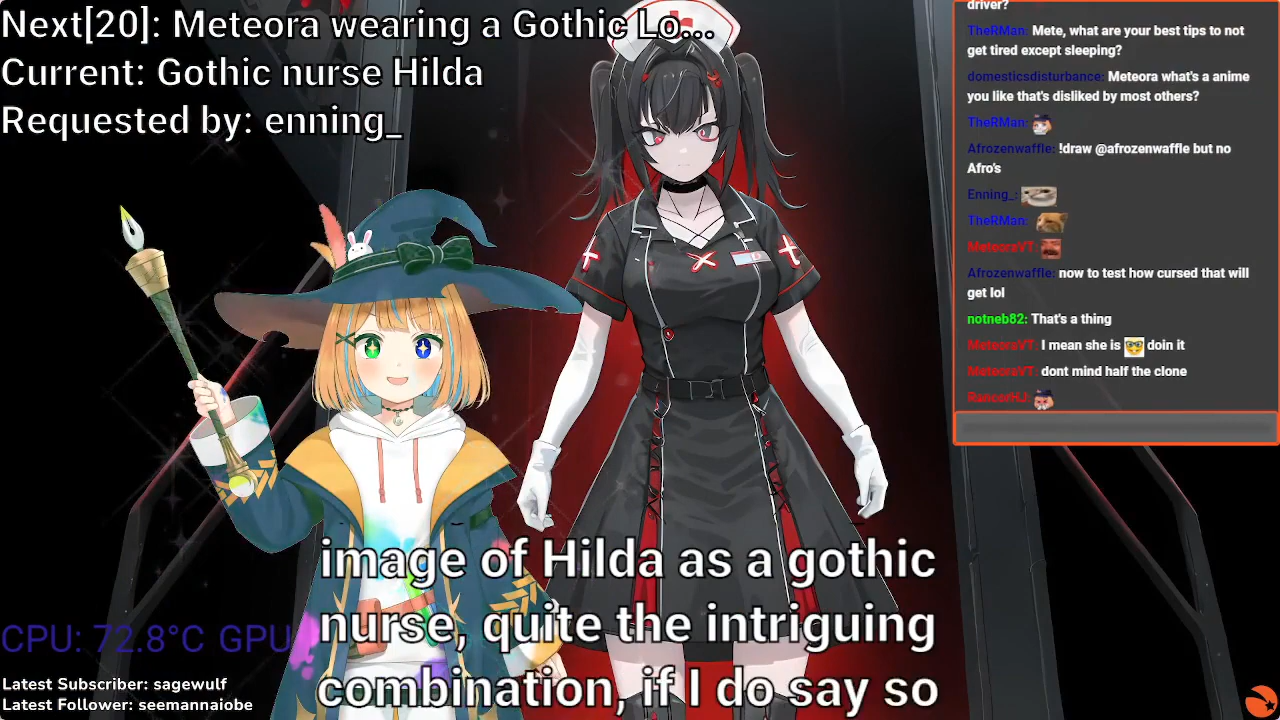 Next[20]: Meteora wearing a Gothic Lo...
Current: Gothic nurse Hilda
Requested by: enning_
driver?
TheRMan: Mete, what are your best tips to not
get tired except sleeping?
domesticsdisturbance: Meteora what's a anime
you like that's disliked by most others?
TheRMan:
Afrozenwaffle: !draw @afrozenwaffle but no
Afro's
Enning_:
TheRMan:
MeteoraVT:
Afrozenwaffle: now to test how cursed that will
get lol
notneb82: That's a thing
MeteoraVT: I mean she is doin it
MeteoraVT: dont mind half the clone
RancorHJ:
image of Hilda as a gothic
nurse, quite the intriguing
combination, if I do say so
CPU: 72.8°C GPU
Latest Subscriber: sagewulf
Latest Follower: seemannaiobe